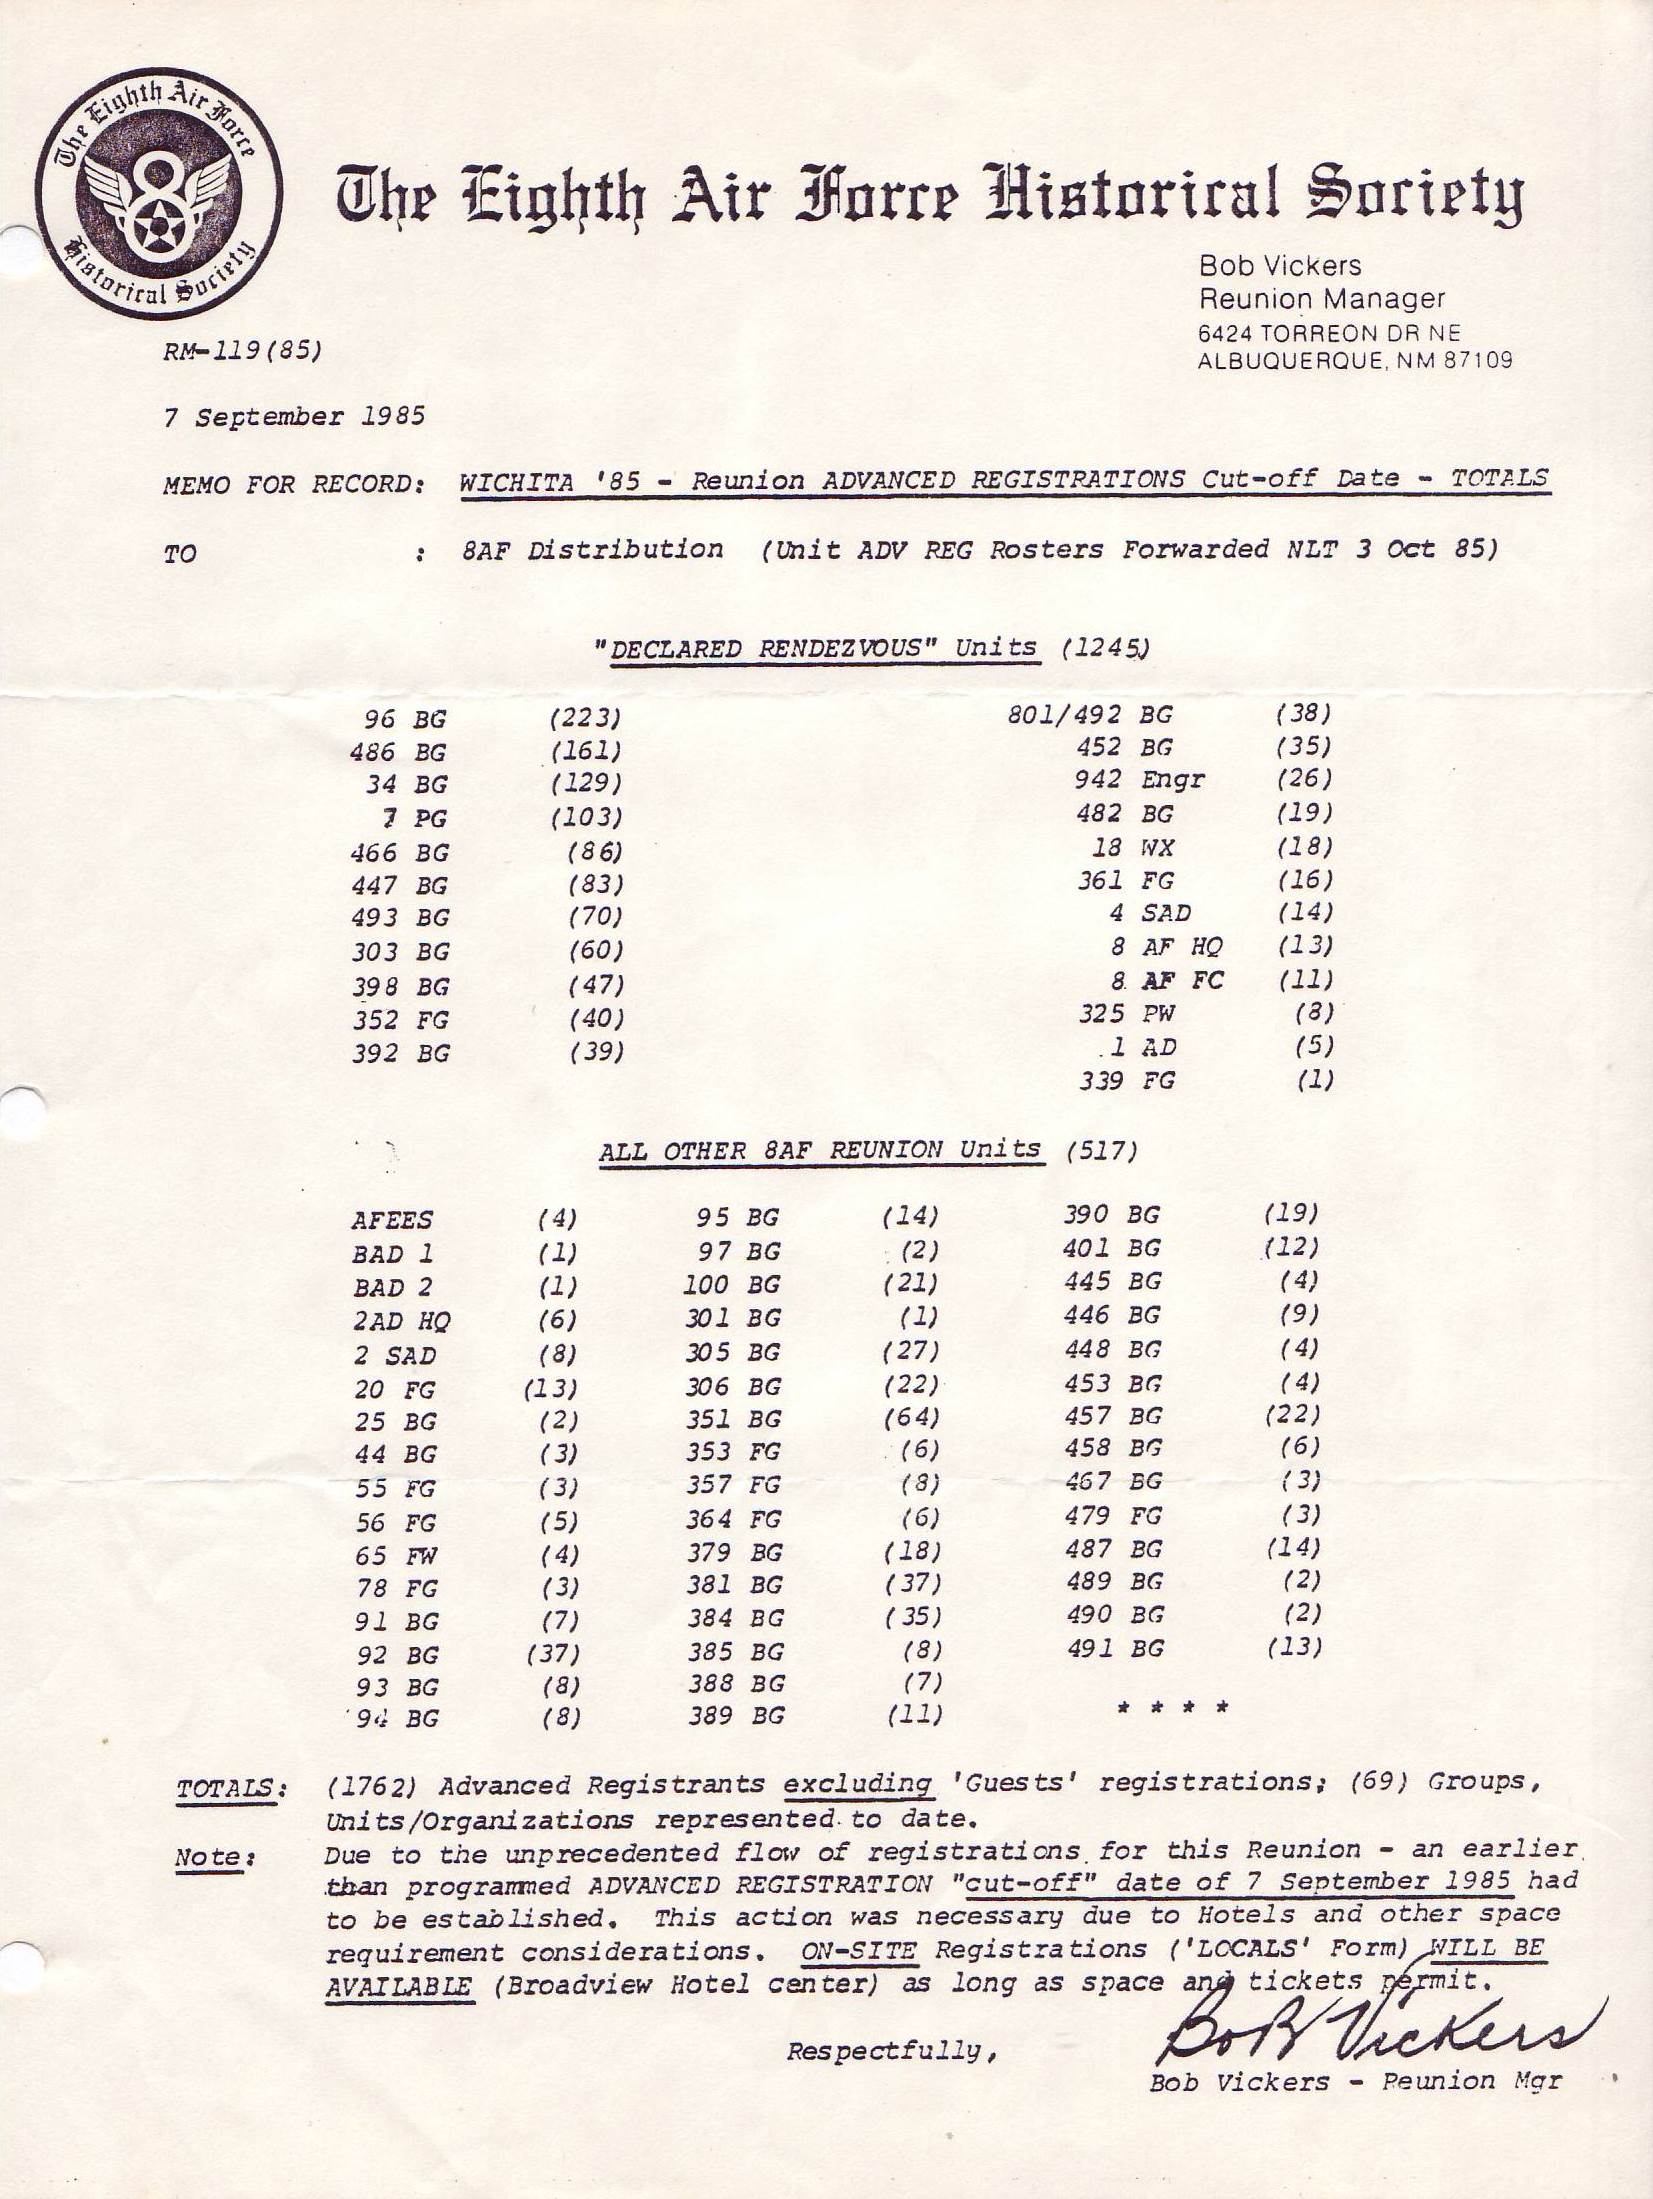 The Eighth Air Force
Historical Society
The Eighth Air Force Historical Society
Bob Vickers
Reunion Manager
6424 TORREON DR NE
ALBUQUERQUE, NM 87109
RM-119(85)
7 September 1985
MEMO FOR RECORD: WICHITA '85 - Reunion ADVANCED REGISTRATIONS Cut-off Date - TOTALS
TO : 8AF Distribution (Unit ADV REG Rosters Forwarded NLT 3 Oct 85)
"DECLARED RENDEZVOUS" Units (1245)
96 BG (223) 801/492 BG (38)
486 BG (161) 452 BG (35)
34 BG (129) 942 Engr (26)
7 PG (103) 482 BG (19)
466 BG (86) 18 WX (18)
447 BG (83) 361 FG (16)
493 BG (70) 4 SAD (14)
303 BG (60) 8 AF HQ (13)
398 BG (47) 8 AF FC (11)
352 FG (40) 325 PW (8)
392 BG (39) 1 AD (5)
339 FG (1)
ALL OTHER 8AF REUNION Units (517)
AFEES (4) 95 BG (14) 390 BG (19)
BAD 1 (1) 97 BG (2) 401 BG (12)
BAD 2 (1) 100 BG (21) 445 BG (4)
2AD HQ (6) 301 BG (1) 446 BG (9)
2 SAD (8) 305 BG (27) 448 BG (4)
20 FG (13) 306 BG (22) 453 BG (4)
25 BG (2) 351 BG (64) 457 BG (22)
44 BG (3) 353 FG (6) 458 BG (6)
55 FG (3) 357 FG (8) 467 BG (3)
56 FG (5) 364 FG (6) 479 FG (3)
65 FW (4) 379 BG (18) 487 BG (14)
78 FG (3) 381 BG (37) 489 BG (2)
91 BG (7) 384 BG (35) 490 BG (2)
92 BG (37) 385 BG (8) 491 BG (13)
93 BG (8) 388 BG (7)
94 BG (8) 389 BG (11) * * * *
TOTALS: (1762) Advanced Registrants excluding 'Guests' registrations; (69) Groups,
Units/Organizations represented to date.
Note: Due to the unprecedented flow of registrations for this Reunion - an earlier
than programmed ADVANCED REGISTRATION "cut-off" date of 7 September 1985 had
to be established. This action was necessary due to Hotels and other space
requirement considerations. ON-SITE Registrations ('LOCALS' Form) WILL BE
AVAILABLE (Broadview Hotel center) as long as space and tickets permit.
Respectfully, Bob Vickers
Bob Vickers - Reunion Mgr